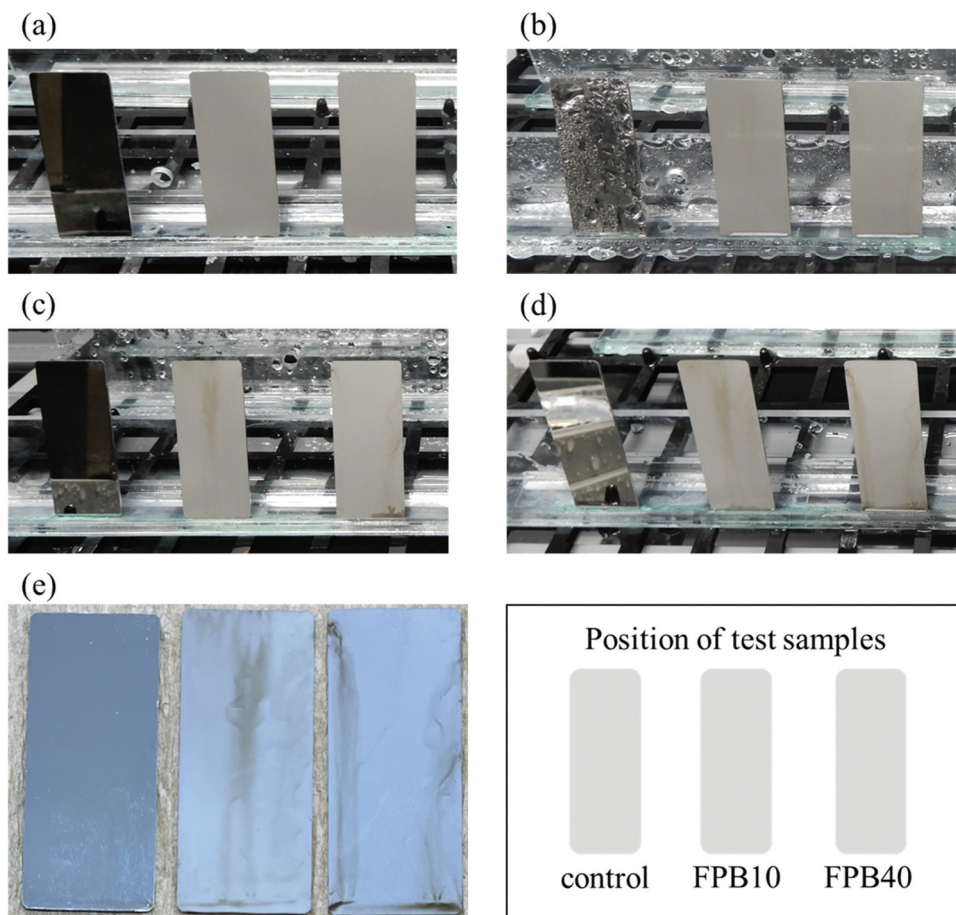 (a)
(b)
(c)
(d)
(e)
Position of test samples
control
FPB10
FPB40